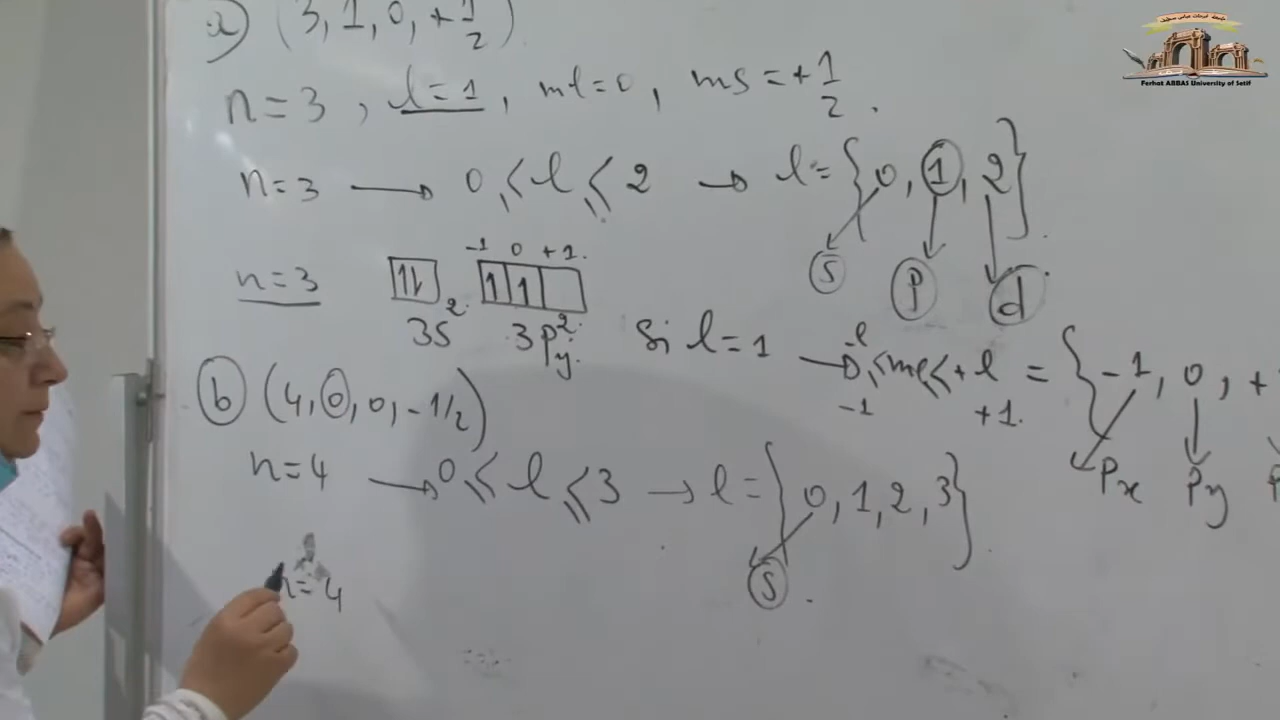 Ferhat ABBAS University of Setif
a) (3, 1, 0, +1/2)
n=3, l=1, ml=0, ms=+1/2.
n=3 → 0≤l≤2 → l={0, 1, 2}.
s p d
-1 0 +1.
n=3 1l 1 1
3s² 3p²y. si l=1 → -l≤ml≤+l = {-1, 0, +
-1 +1.
Px Py P
b (4, 0, 0, -1/2)
n=4 → 0≤l≤3 → l={0, 1, 2, 3}.
s.
n=4